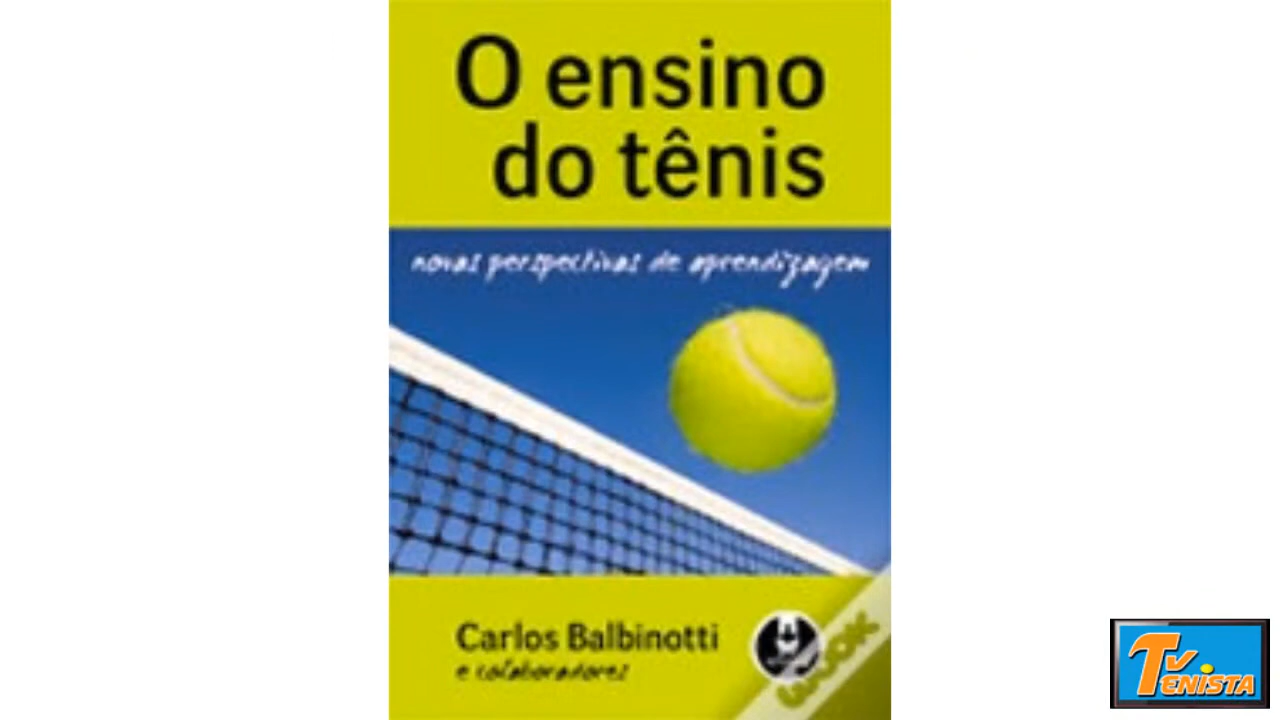 O ensino
do tênis
novas perspectivas de aprendizagem
Carlos Balbinotti
e colaboradores
TV
TENISTA